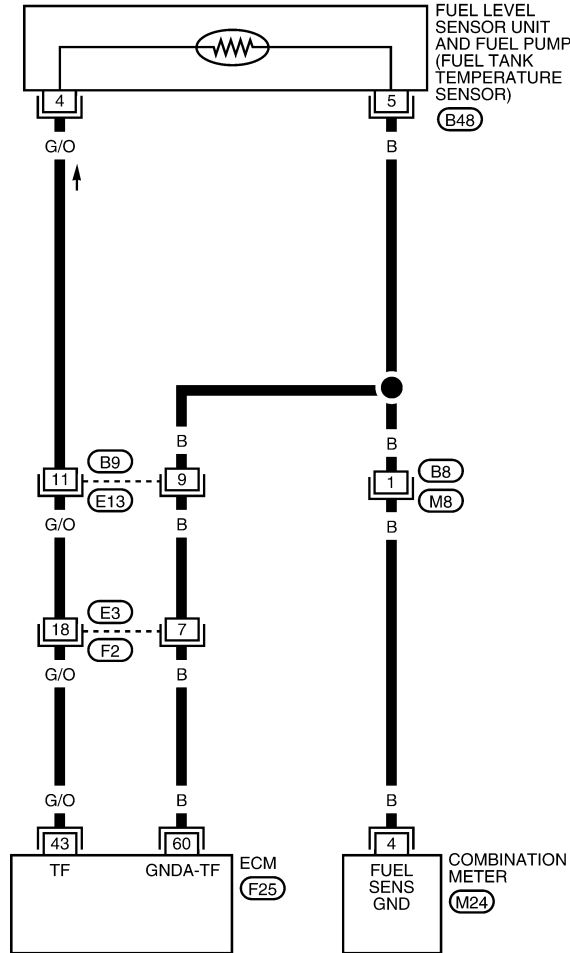 FUEL LEVEL
SENSOR UNIT
AND FUEL PUMP
(FUEL TANK
TEMPERATURE
SENSOR)
B48
4
5
G/O
B
B
B
11
B9
E13
9
1
B8
M8
G/O
B
B
18
E3
F2
7
G/O
B
G/O
B
B
43
60
4
TF
GNDA-TF
ECM
F25
FUEL
SENS
GND
COMBINATION
METER
M24